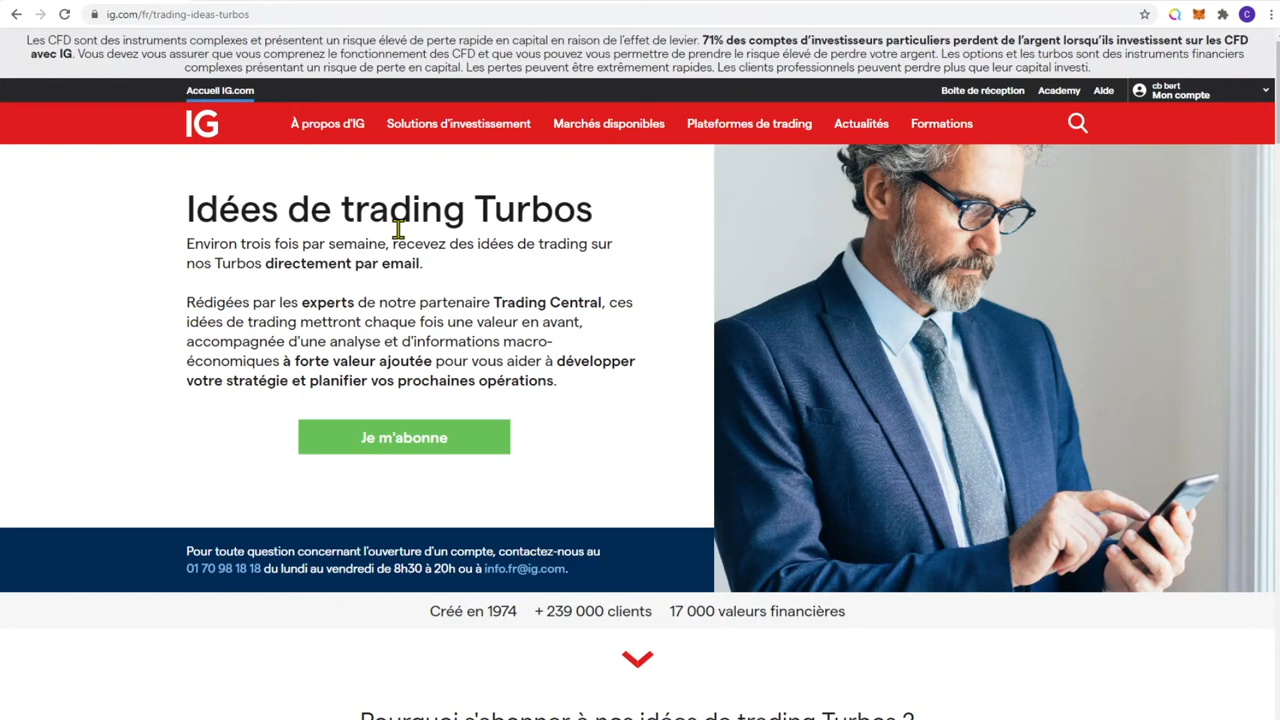 ig.com/fr/trading-ideas-turbos
C
Les CFD sont des instruments complexes et présentent un risque élevé de perte rapide en capital en raison de l'effet de levier. 71% des comptes d'investisseurs particuliers perdent de l'argent lorsqu'ils investissent sur les CFD
avec IG. Vous devez vous assurer que vous comprenez le fonctionnement des CFD et que vous pouvez vous permettre de prendre le risque élevé de perdre votre argent. Les options et les turbos sont des instruments financiers
complexes présentant un risque de perte en capital. Les pertes peuvent être extrêmement rapides. Les clients professionnels peuvent perdre plus que leur capital investi.
Accueil IG.com
Boite de réception
Academy
Aide
cb bert
Mon compte
IG
À propos d'IG
Solutions d'investissement
Marchés disponibles
Plateformes de trading
Actualités
Formations
Idées de trading Turbos
Environ trois fois par semaine, recevez des idées de trading sur
nos Turbos directement par email.
Rédigées par les experts de notre partenaire Trading Central, ces
idées de trading mettront chaque fois une valeur en avant,
accompagnée d'une analyse et d'informations macro-
économiques à forte valeur ajoutée pour vous aider à développer
votre stratégie et planifier vos prochaines opérations.
Je m'abonne
Pour toute question concernant l'ouverture d'un compte, contactez-nous au
01 70 98 18 18 du lundi au vendredi de 8h30 à 20h ou à info.fr@ig.com.
Créé en 1974
+ 239 000 clients
17 000 valeurs financières
Pourquoi s'abonner à nos idées de trading Turbos ?